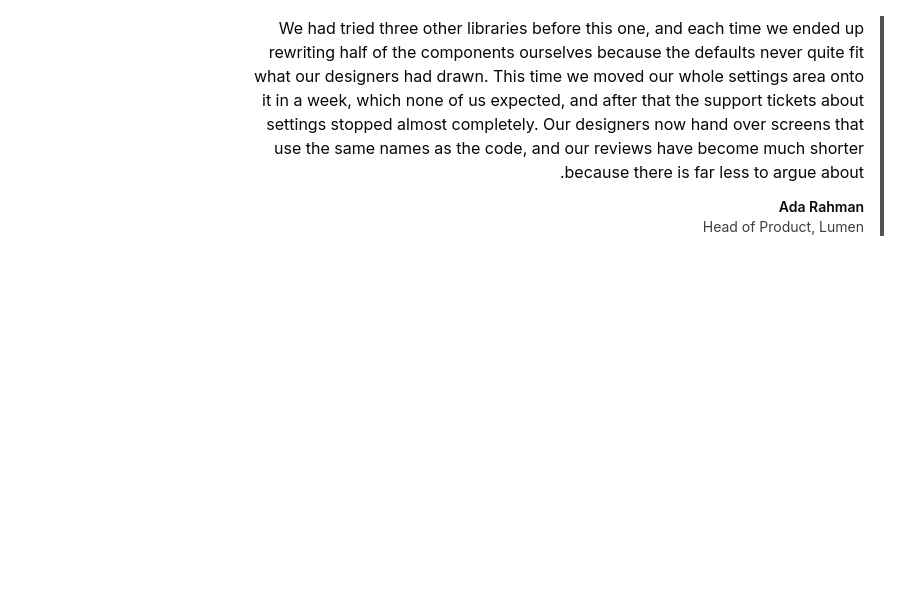 We had tried three other libraries before this one, and each time we ended up
rewriting half of the components ourselves because the defaults never quite fit
what our designers had drawn. This time we moved our whole settings area onto
it in a week, which none of us expected, and after that the support tickets about
settings stopped almost completely. Our designers now hand over screens that
use the same names as the code, and our reviews have become much shorter
.because there is far less to argue about
Ada Rahman
Head of Product, Lumen